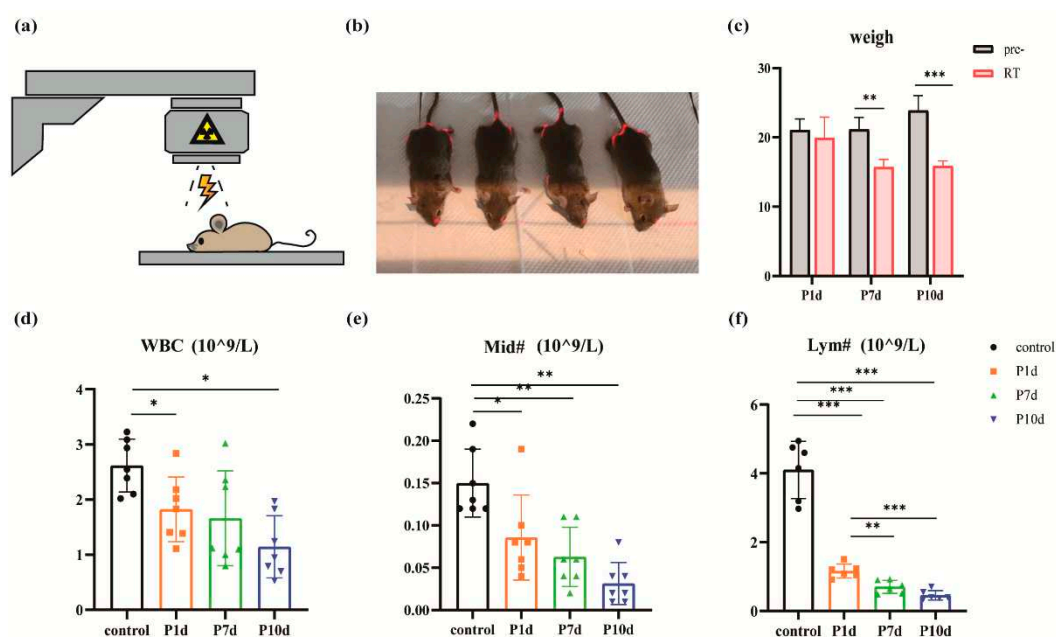 (a)
(b)
(c)
weigh
pre-
RT
30
20
10
0
**
***
P1d
P7d
P10d
(d)
WBC (10^9/L)
4
3
2
1
0
*
*
control
P1d
P7d
P10d
(e)
Mid# (10^9/L)
0.25
0.20
0.15
0.10
0.05
0.00
**
**
*
control
P1d
P7d
P10d
(f)
Lym# (10^9/L)
6
4
2
0
***
***
***
***
**
control
P1d
P7d
P10d
control
P1d
P7d
P10d